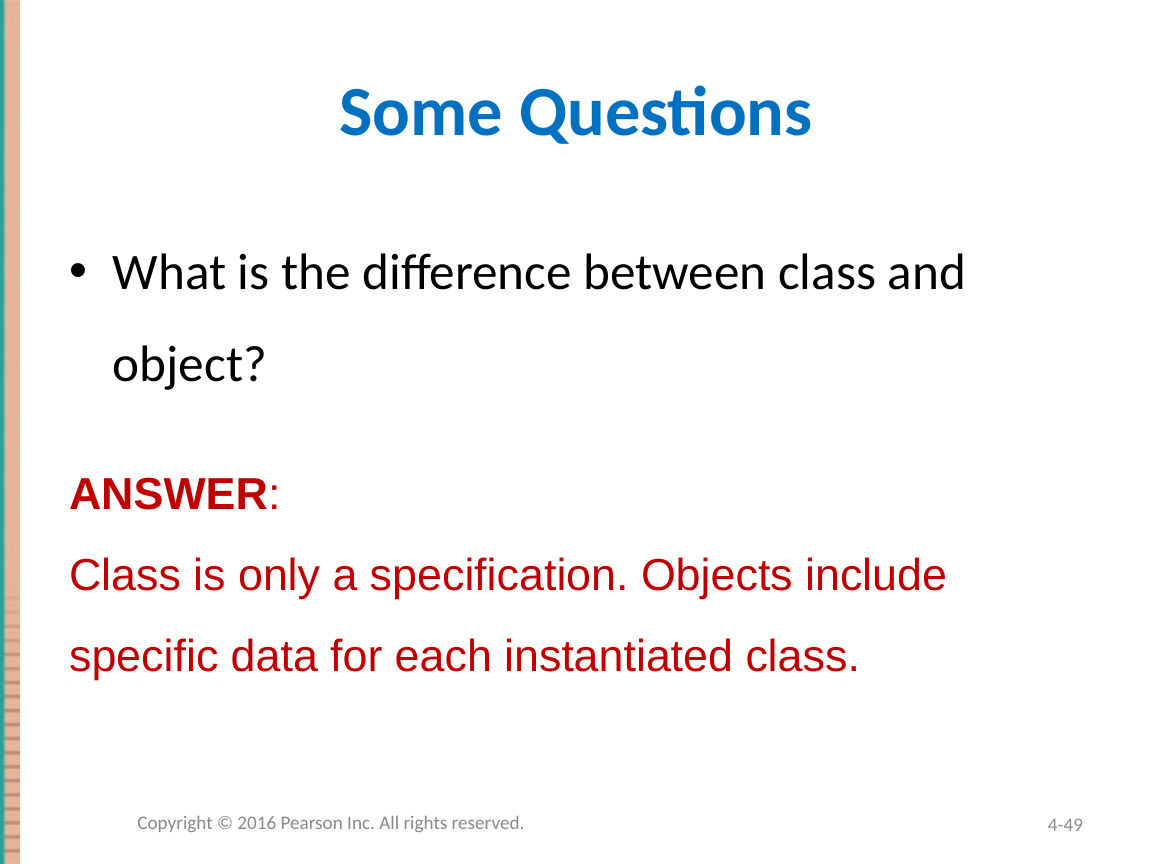 Some Questions
• What is the difference between class and
object?
ANSWER:
Class is only a specification. Objects include
specific data for each instantiated class.
Copyright © 2016 Pearson Inc. All rights reserved.
4-49